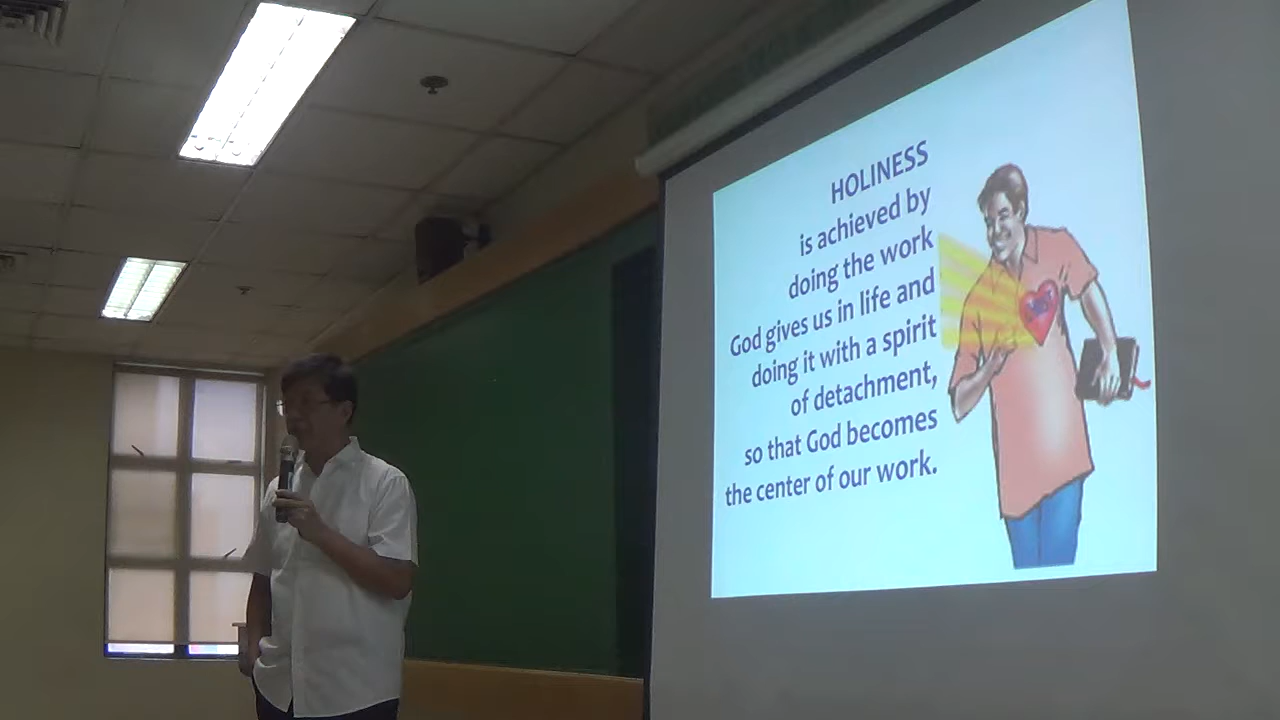 HOLINESS
is achieved by
doing the work
God gives us in life and
doing it with a spirit
of detachment,
so that God becomes
the center of our work.